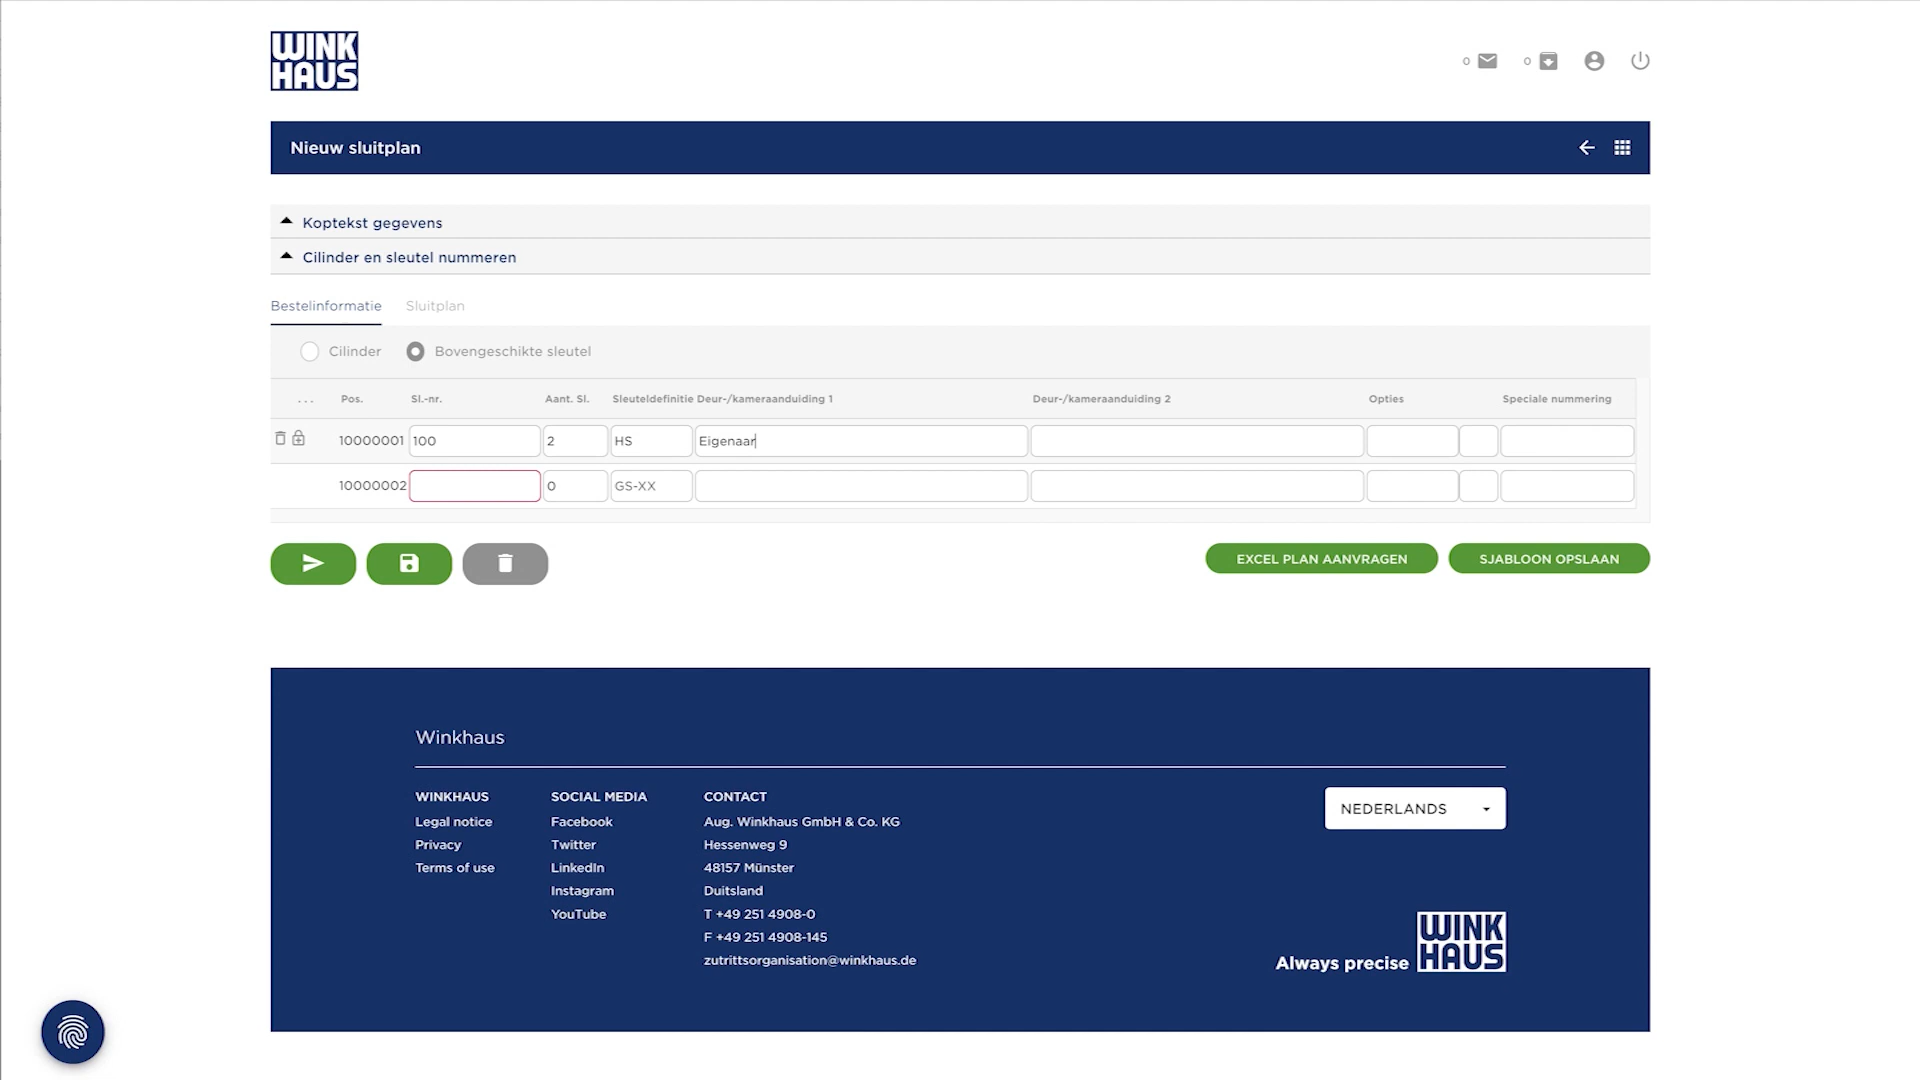 WINK
HAUS
0
0
Nieuw sluitplan
Koptekst gegevens
Cilinder en sleutel nummeren
Bestelinformatie
Sluitplan
Cilinder
Bovengeschikte sleutel
... Pos. Sl.-nr. Aant. Sl. Sleuteldefinitie Deur-/kameraanduiding 1 Deur-/kameraanduiding 2 Opties Speciale nummering
10000001 100 2 HS Eigenaar
10000002 0 GS-XX
EXCEL PLAN AANVRAGEN
SJABLOON OPSLAAN
Winkhaus
WINKHAUS
Legal notice
Privacy
Terms of use
SOCIAL MEDIA
Facebook
Twitter
LinkedIn
Instagram
YouTube
CONTACT
Aug. Winkhaus GmbH & Co. KG
Hessenweg 9
48157 Münster
Duitsland
T +49 251 4908-0
F +49 251 4908-145
zutrittsorganisation@winkhaus.de
NEDERLANDS
Always precise
WINK
HAUS